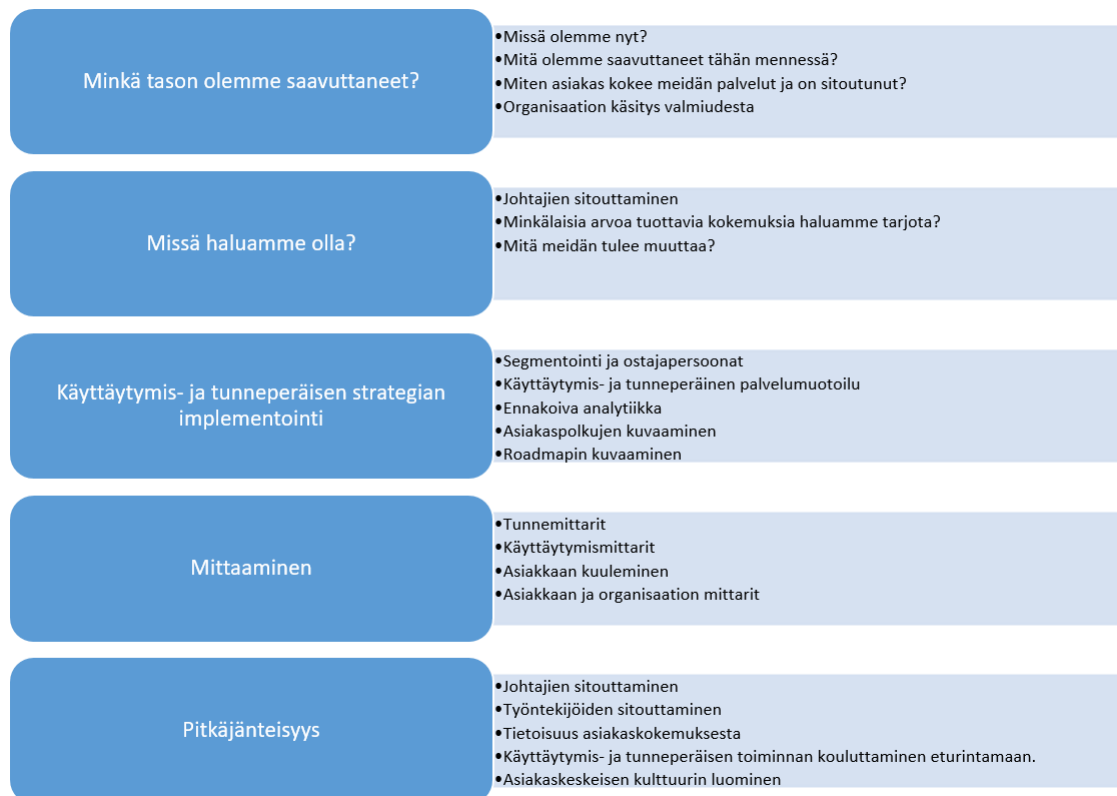 Minkä tason olemme saavuttaneet?
•Missä olemme nyt?
•Mitä olemme saavuttaneet tähän mennessä?
•Miten asiakas kokee meidän palvelut ja on sitoutunut?
•Organisaation käsitys valmiudesta
Missä haluamme olla?
•Johtajien sitouttaminen
•Minkälaisia arvoa tuottavia kokemuksia haluamme tarjota?
•Mitä meidän tulee muuttaa?
Käyttäytymis- ja tunneperäisen strategian
implementointi
•Segmentointi ja ostajapersoonat
•Käyttäytymis- ja tunneperäinen palvelumuotoilu
•Ennakoiva analytiikka
•Asiakaspolkujen kuvaaminen
•Roadmapin kuvaaminen
Mittaaminen
•Tunnemittarit
•Käyttäytymismittarit
•Asiakkaan kuuleminen
•Asiakkaan ja organisaation mittarit
Pitkäjänteisyys
•Johtajien sitouttaminen
•Työntekijöiden sitouttaminen
•Tietoisuus asiakaskokemuksesta
•Käyttäytymis- ja tunneperäisen toiminnan kouluttaminen eturintamaan.
•Asiakaskeskeisen kulttuurin luominen